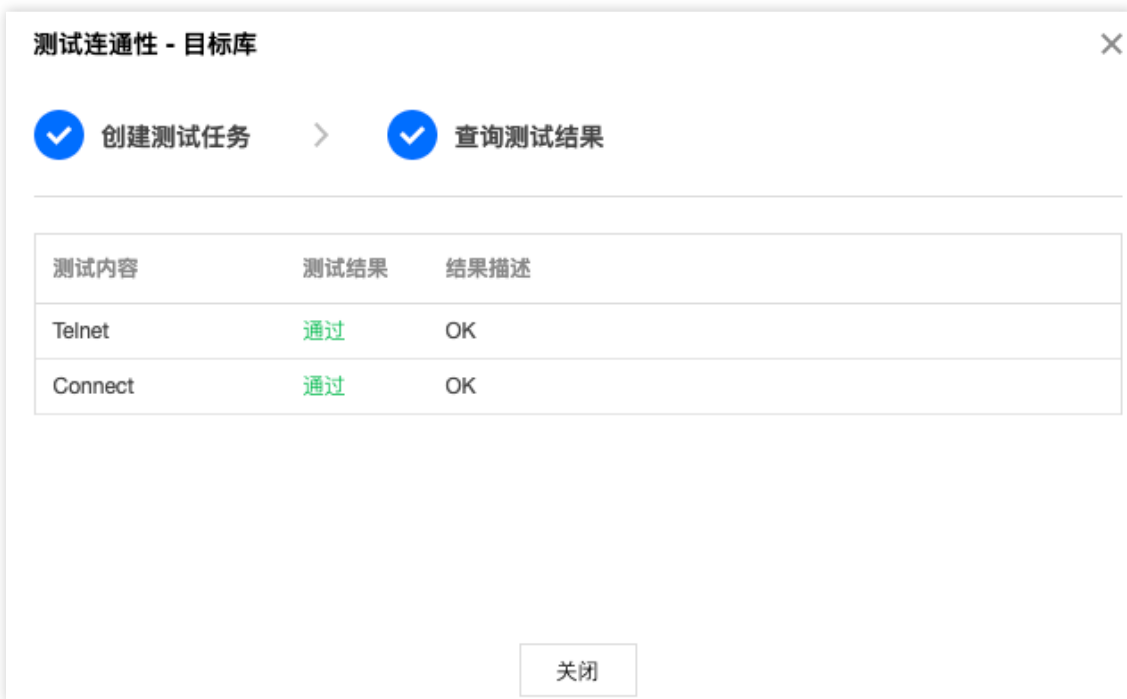 测试连通性 - 目标库
创建测试任务 查询测试结果
测试内容 测试结果 结果描述
Telnet 通过 OK
Connect 通过 OK
关闭